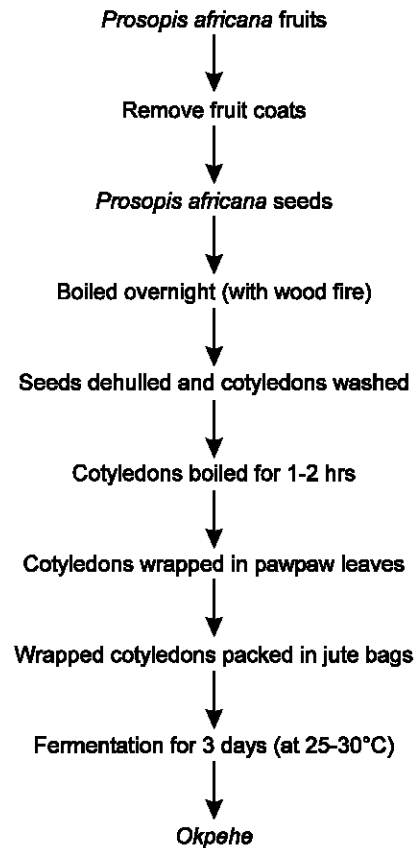 Prosopis africana fruits
Remove fruit coats
Prosopis africana seeds
Boiled overnight (with wood fire)
Seeds dehulled and cotyledons washed
Cotyledons boiled for 1-2 hrs
Cotyledons wrapped in pawpaw leaves
Wrapped cotyledons packed in jute bags
Fermentation for 3 days (at 25-30°C)
Okpehe